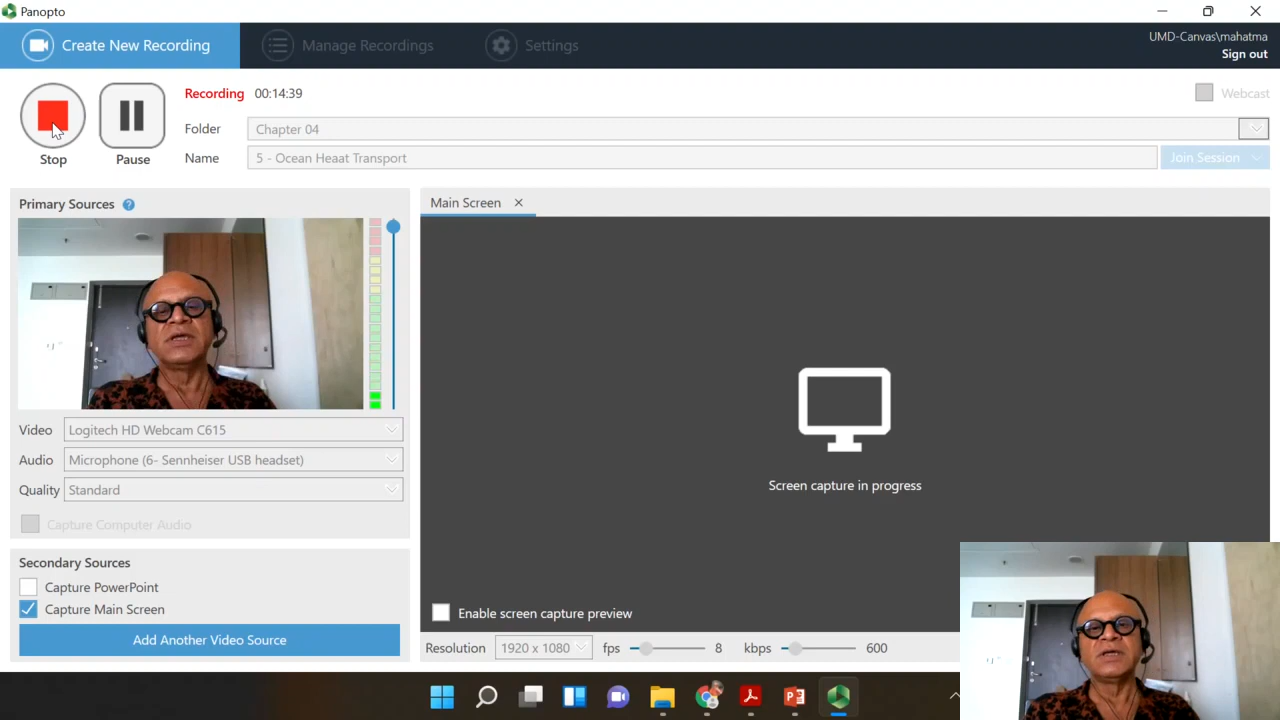 Panopto
Create New Recording
Manage Recordings
Settings
UMD-Canvas\mahatma
Sign out
Recording 00:14:39
Webcast
Folder Chapter 04
Stop
Pause
Name 5 - Ocean Heaat Transport
Join Session
Primary Sources ?
Main Screen
Video Logitech HD Webcam C615
Audio Microphone (6- Sennheiser USB headset)
Quality Standard
Capture Computer Audio
Screen capture in progress
Secondary Sources
Capture PowerPoint
Capture Main Screen
Add Another Video Source
Enable screen capture preview
Resolution 1920 x 1080 fps 8 kbps 600